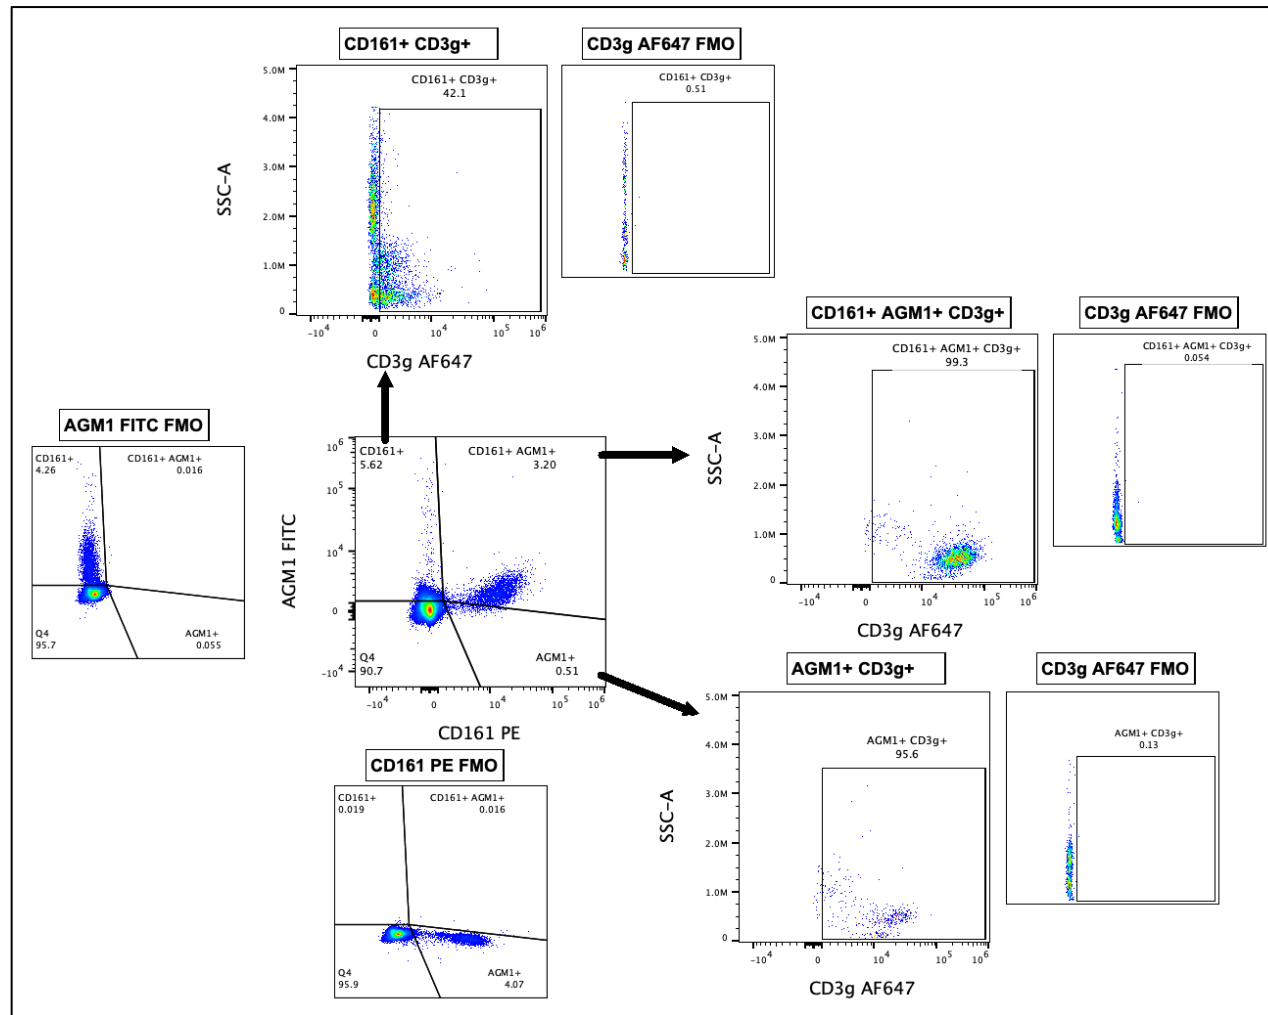 CD161+ CD3g+
CD3g AF647 FMO
CD161+ CD3g+
42.1
5.0M
4.0M
3.0M
2.0M
1.0M
0
SSC-A
-10^4
0
10^4
10^5
10^6
CD3g AF647
CD161+ CD3g+
0.51
CD161+ AGM1+ CD3g+
CD3g AF647 FMO
CD161+ AGM1+ CD3g+
99.3
5.0M
4.0M
3.0M
2.0M
1.0M
0
SSC-A
-10^4
0
10^4
10^5
10^6
CD3g AF647
CD161+ AGM1+ CD3g+
0.054
AGM1 FITC FMO
CD161+
4.26
CD161+ AGM1+
0.016
Q4
95.7
AGM1+
0.055
CD161+
5.62
CD161+ AGM1+
3.20
Q4
90.7
AGM1+
0.51
10^6
10^5
10^4
0
-10^4
AGM1 FITC
-10^4
0
10^4
10^5
10^6
CD161 PE
CD161 PE FMO
CD161+
0.019
CD161+ AGM1+
0.016
Q4
95.9
AGM1+
4.07
AGM1+ CD3g+
CD3g AF647 FMO
AGM1+ CD3g+
95.6
5.0M
4.0M
3.0M
2.0M
1.0M
0
SSC-A
-10^4
0
10^4
10^5
10^6
CD3g AF647
AGM1+ CD3g+
0.13